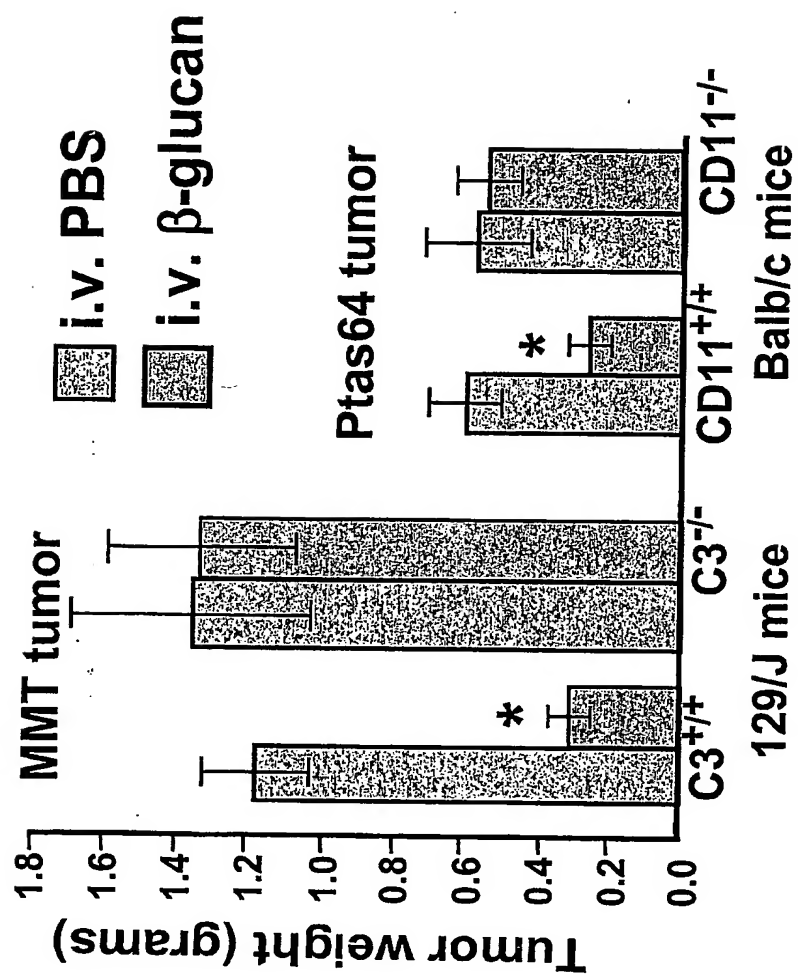 MMT tumor
i.v. PBS
i.v. β-glucan
Ptas64 tumor
Tumor weight (grams)
1.8
1.6
1.4
1.2
1.0
0.8
0.6
0.4
0.2
0.0
*
*
C3+/+
C3-/-
CD11+/+
CD11-/-
129/J mice
Balb/c mice